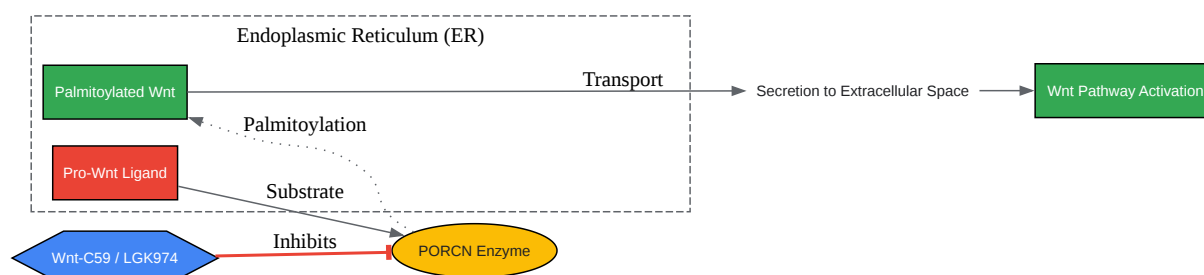 Endoplasmic Reticulum (ER)
Palmitoylated Wnt
Transport
Secretion to Extracellular Space
Wnt Pathway Activation
Palmitoylation
Pro-Wnt Ligand
Substrate
Inhibits
PORCN Enzyme
Wnt-C59 / LGK974